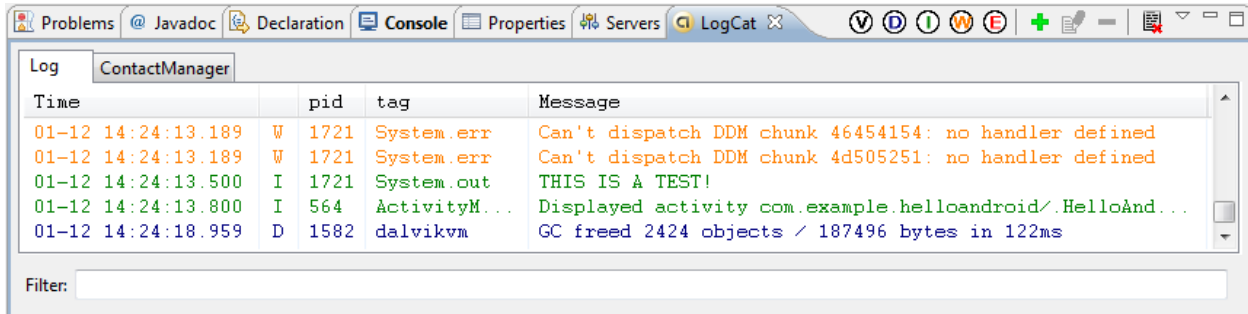 Problems @ Javadoc Declaration Console Properties Servers LogCat V D I W E
Log ContactManager
Time pid tag Message
01-12 14:24:13.189 W 1721 System.err Can't dispatch DDM chunk 46454154: no handler defined
01-12 14:24:13.189 W 1721 System.err Can't dispatch DDM chunk 4d505251: no handler defined
01-12 14:24:13.500 I 1721 System.out THIS IS A TEST!
01-12 14:24:13.800 I 564 ActivityM... Displayed activity com.example.helloandroid/.HelloAnd...
01-12 14:24:18.959 D 1582 dalvikvm GC freed 2424 objects / 187496 bytes in 122ms
Filter: